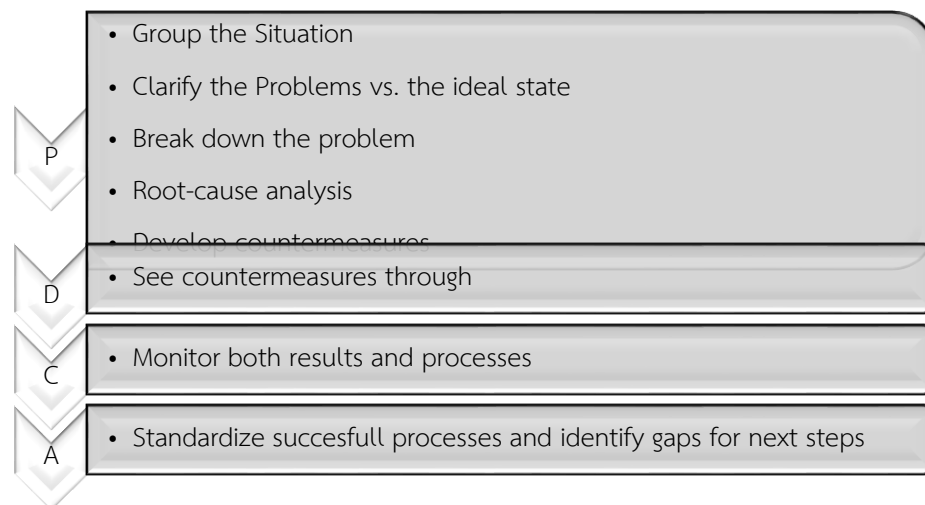 • Group the Situation
• Clarify the Problems vs. the ideal state
P
• Break down the problem
• Root-cause analysis
• Develop countermeasures
D
• See countermeasures through
C
• Monitor both results and processes
A
• Standardize succesfull processes and identify gaps for next steps